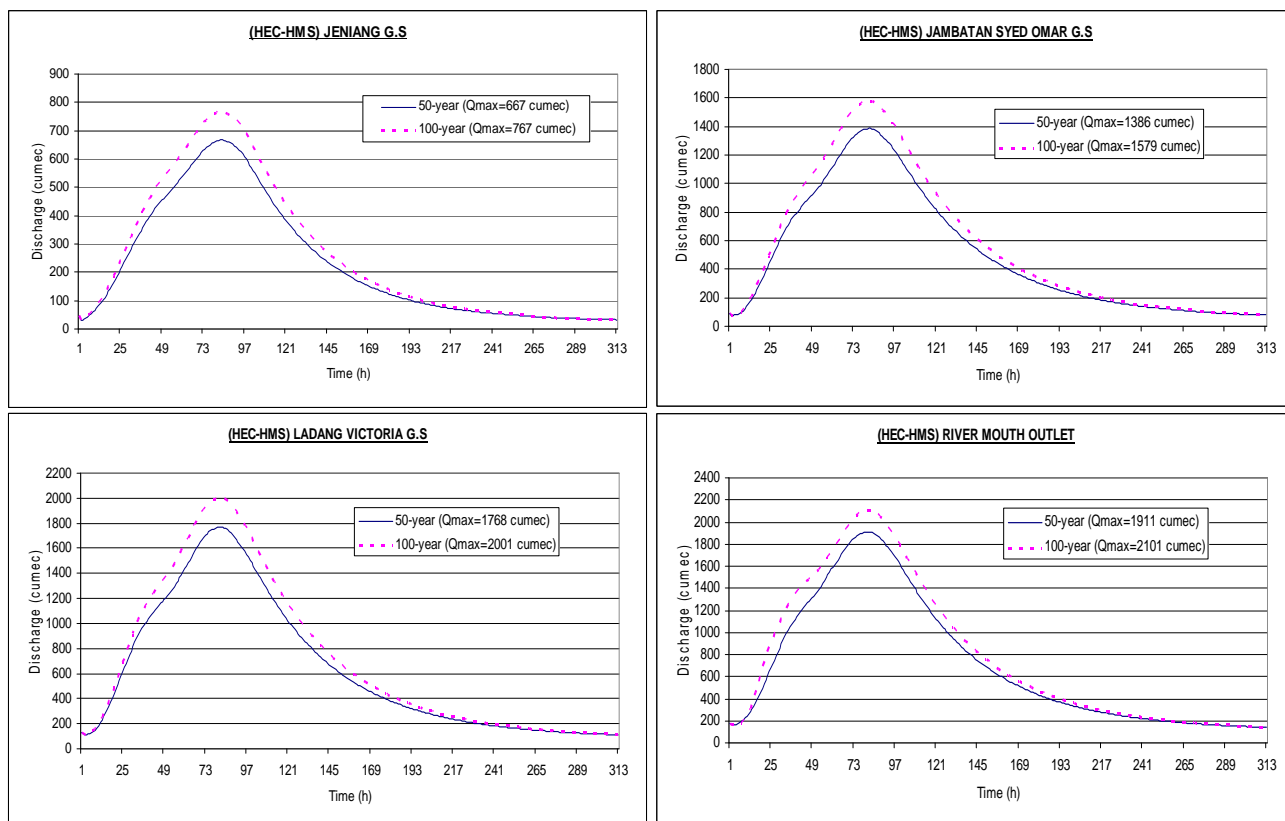 (HEC-HMS) JENIANG G.S
900
800
700
600
500
400
300
200
100
0
Discharge (cumec)
50-year (Qmax=667 cumec)
100-year (Qmax=767 cumec)
1 25 49 73 97 121 145 169 193 217 241 265 289 313
Time (h)
(HEC-HMS) JAMBATAN SYED OMAR G.S
1800
1600
1400
1200
1000
800
600
400
200
0
Discharge (cumec)
50-year (Qmax=1386 cumec)
100-year (Qmax=1579 cumec)
1 25 49 73 97 121 145 169 193 217 241 265 289 313
Time (h)
(HEC-HMS) LADANG VICTORIA G.S
2200
2000
1800
1600
1400
1200
1000
800
600
400
200
0
Discharge (cumec)
50-year (Qmax=1768 cumec)
100-year (Qmax=2001 cumec)
1 25 49 73 97 121 145 169 193 217 241 265 289 313
Time (h)
(HEC-HMS) RIVER MOUTH OUTLET
2400
2200
2000
1800
1600
1400
1200
1000
800
600
400
200
0
Discharge (cumec)
50-year (Qmax=1911 cumec)
100-year (Qmax=2101 cumec)
1 25 49 73 97 121 145 169 193 217 241 265 289 313
Time (h)